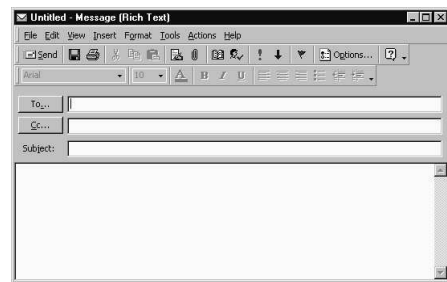 Untitled - Message (Rich Text)
File Edit View Insert Format Tools Actions Help
Send Options...
Arial 10 A B I U
To...
Cc...
Subject: